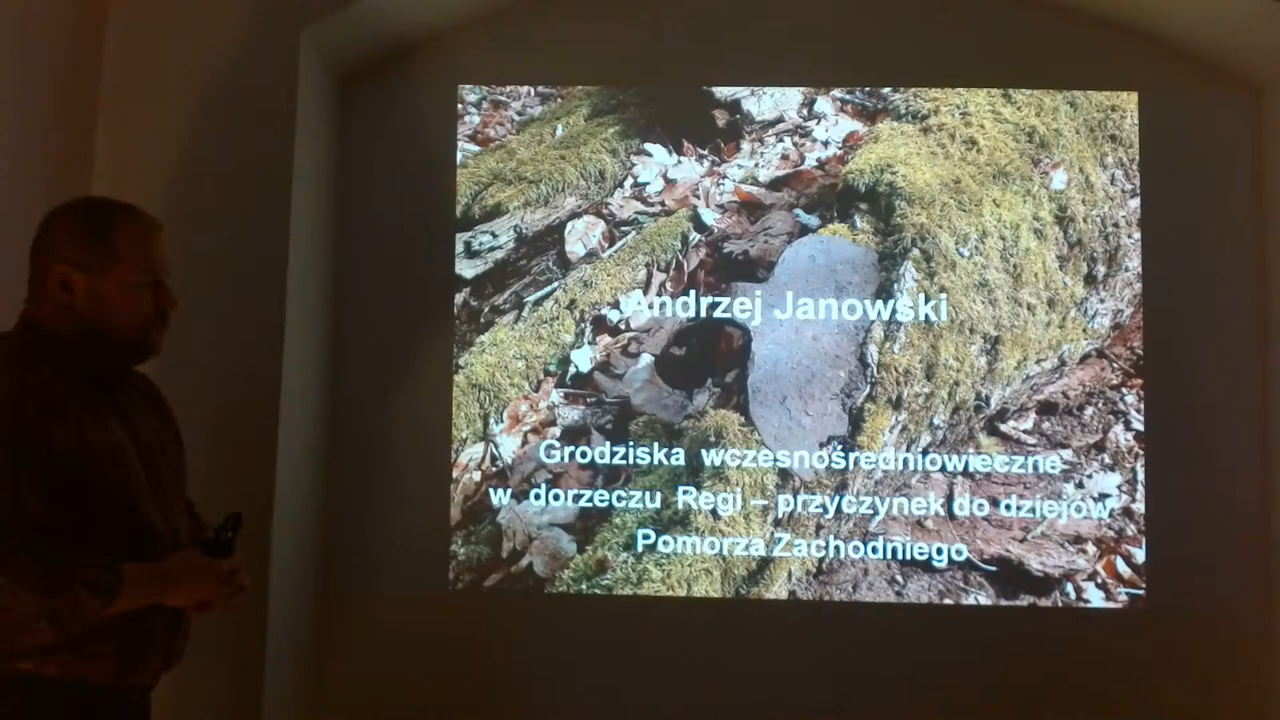 Andrzej Janowski
Grodziska wczesnośredniowieczne
w dorzeczu Regi – przyczynek do dziejów
Pomorza Zachodniego